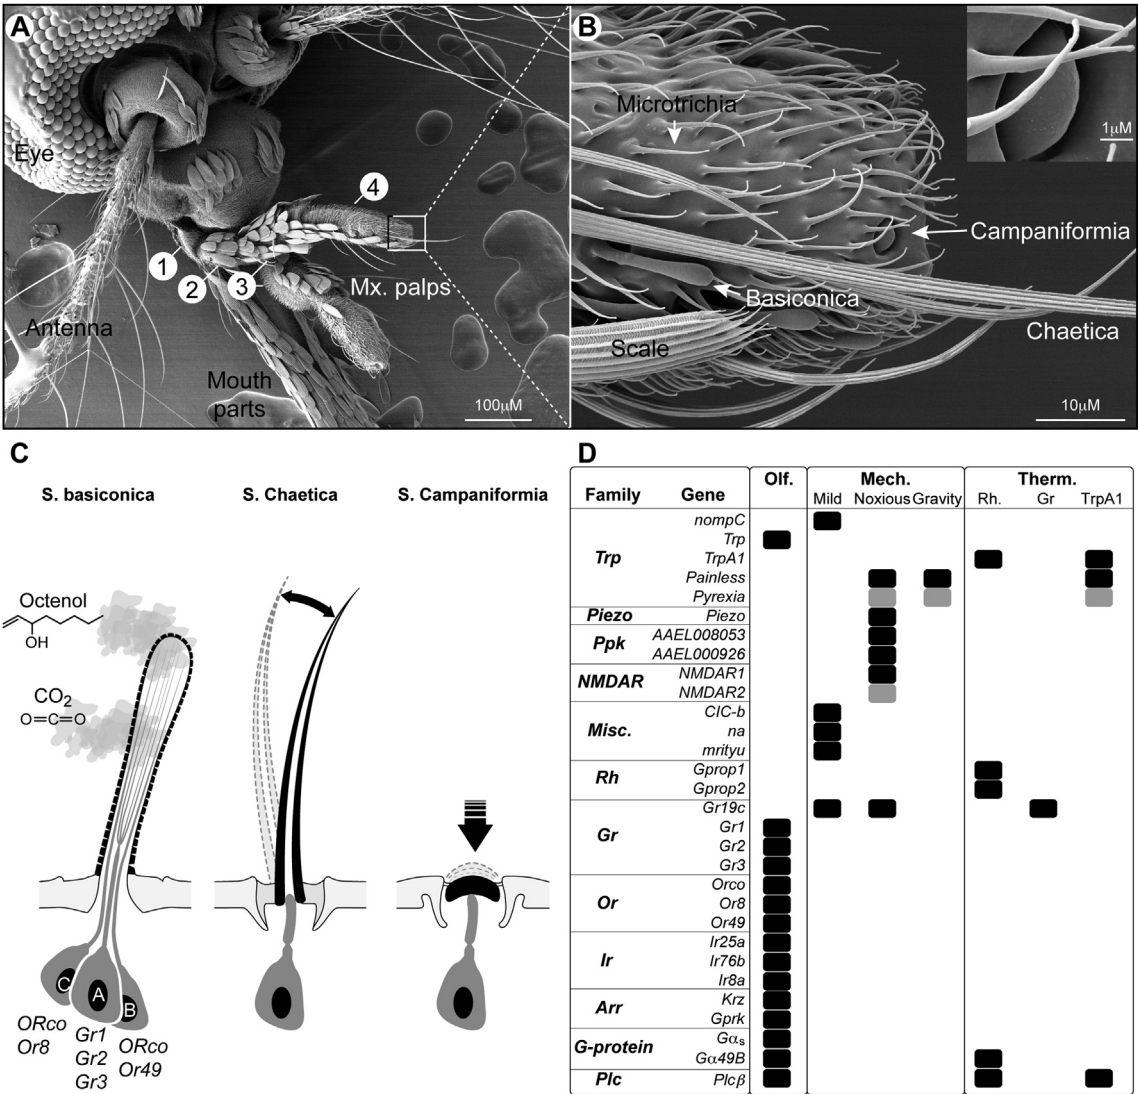 A
Eye
4
1
2
3
Mx. palps
Antenna
Mouth
parts
100µM
B
Microtrichia
1µM
Campaniformia
Basiconica
Chaetica
Scale
10µM
C
S. basiconica
S. Chaetica
S. Campaniformia
Octenol
OH
CO2
O=C=O
C
A
B
ORco
Or8
Gr1
Gr2
Gr3
ORco
Or49
D
Family Gene Olf. Mech. Therm.
Mild Noxious Gravity Rh. Gr TrpA1
nompC
Trp
Trp TrpA1
Painless
Pyrexia
Piezo Piezo
Ppk AAEL008053
AAEL000926
NMDAR NMDAR1
NMDAR2
ClC-b
Misc. na
mrityu
Rh Gprop1
Gprop2
Gr19c
Gr Gr1
Gr2
Gr3
Orco
Or Or8
Or49
Ir25a
Ir Ir76b
Ir8a
Arr Krz
Gprk
G-protein Gαs
Gα49B
Plc Plcβ